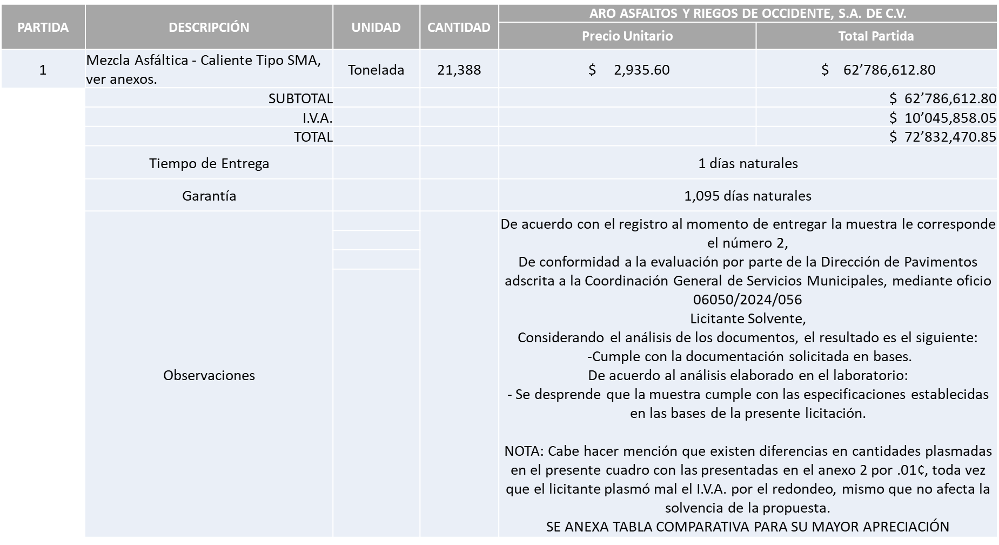 PARTIDA DESCRIPCIÓN UNIDAD CANTIDAD ARO ASFALTOS Y RIEGOS DE OCCIDENTE, S.A. DE C.V.
Precio Unitario Total Partida
1 Mezcla Asfáltica - Caliente Tipo SMA, Tonelada 21,388 $ 2,935.60 $ 62’786,612.80
ver anexos.
SUBTOTAL $ 62’786,612.80
I.V.A. $ 10’045,858.05
TOTAL $ 72’832,470.85
Tiempo de Entrega 1 días naturales
Garantía 1,095 días naturales
Observaciones
De acuerdo con el registro al momento de entregar la muestra le corresponde
el número 2,
De conformidad a la evaluación por parte de la Dirección de Pavimentos
adscrita a la Coordinación General de Servicios Municipales, mediante oficio
06050/2024/056
Licitante Solvente,
Considerando el análisis de los documentos, el resultado es el siguiente:
-Cumple con la documentación solicitada en bases.
De acuerdo al análisis elaborado en el laboratorio:
- Se desprende que la muestra cumple con las especificaciones establecidas
en las bases de la presente licitación.
NOTA: Cabe hacer mención que existen diferencias en cantidades plasmadas
en el presente cuadro con las presentadas en el anexo 2 por .01¢, toda vez
que el licitante plasmó mal el I.V.A. por el redondeo, mismo que no afecta la
solvencia de la propuesta.
SE ANEXA TABLA COMPARATIVA PARA SU MAYOR APRECIACIÓN